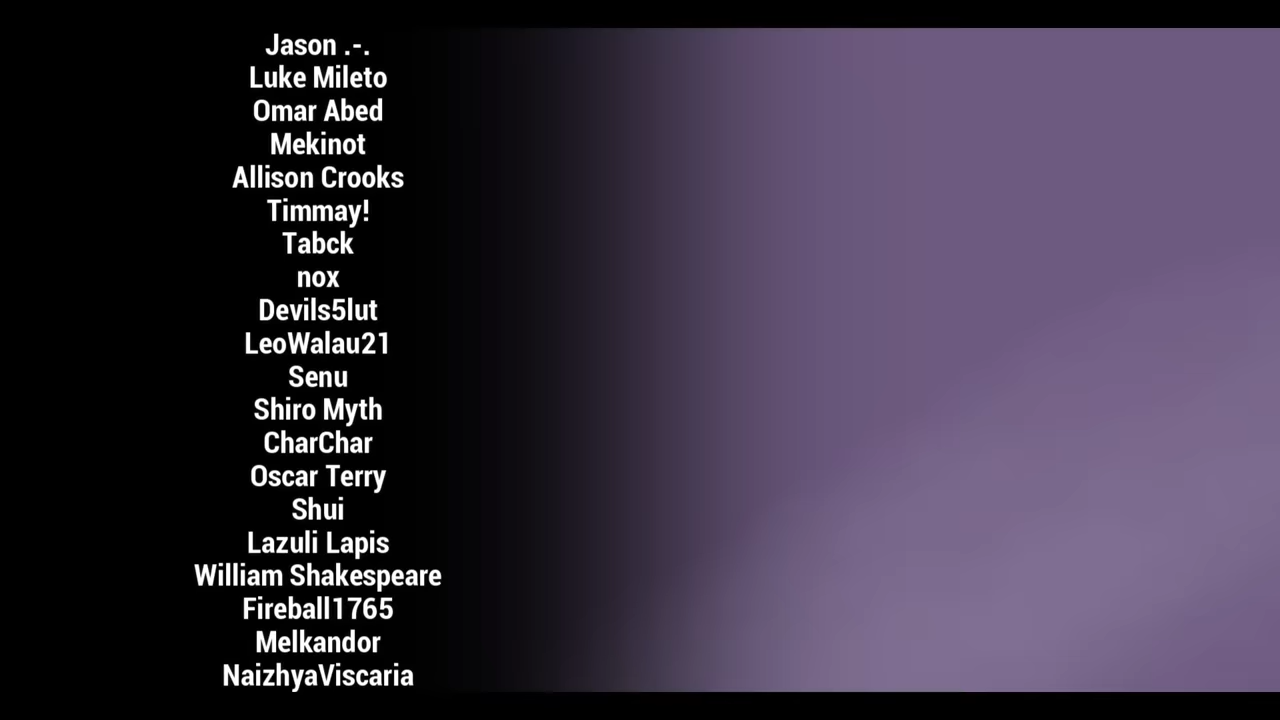 Jason .-.
Luke Mileto
Omar Abed
Mekinot
Allison Crooks
Timmay!
Tabck
nox
Devils5lut
LeoWalau21
Senu
Shiro Myth
CharChar
Oscar Terry
Shui
Lazuli Lapis
William Shakespeare
Fireball1765
Melkandor
NaizhyaViscaria